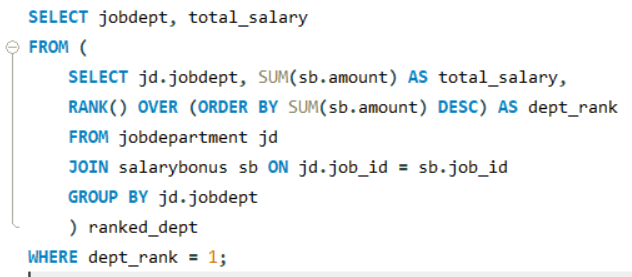 SELECT jobdept, total_salary
FROM (
SELECT jd.jobdept, SUM(sb.amount) AS total_salary,
RANK() OVER (ORDER BY SUM(sb.amount) DESC) AS dept_rank
FROM jobdepartment jd
JOIN salarybonus sb ON jd.job_id = sb.job_id
GROUP BY jd.jobdept
) ranked_dept
WHERE dept_rank = 1;